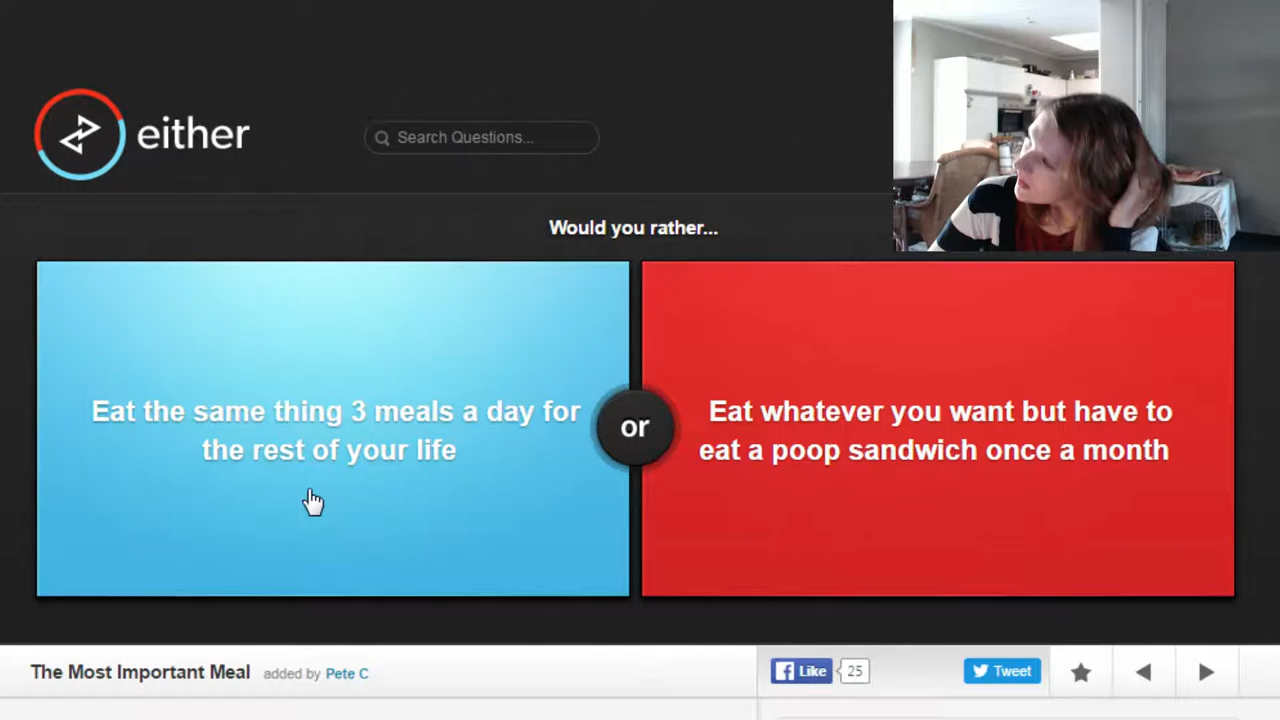 either
Search Questions...
Would you rather...
Eat the same thing 3 meals a day for
the rest of your life
or
Eat whatever you want but have to
eat a poop sandwich once a month
The Most Important Meal added by Pete C
Like 25
Tweet